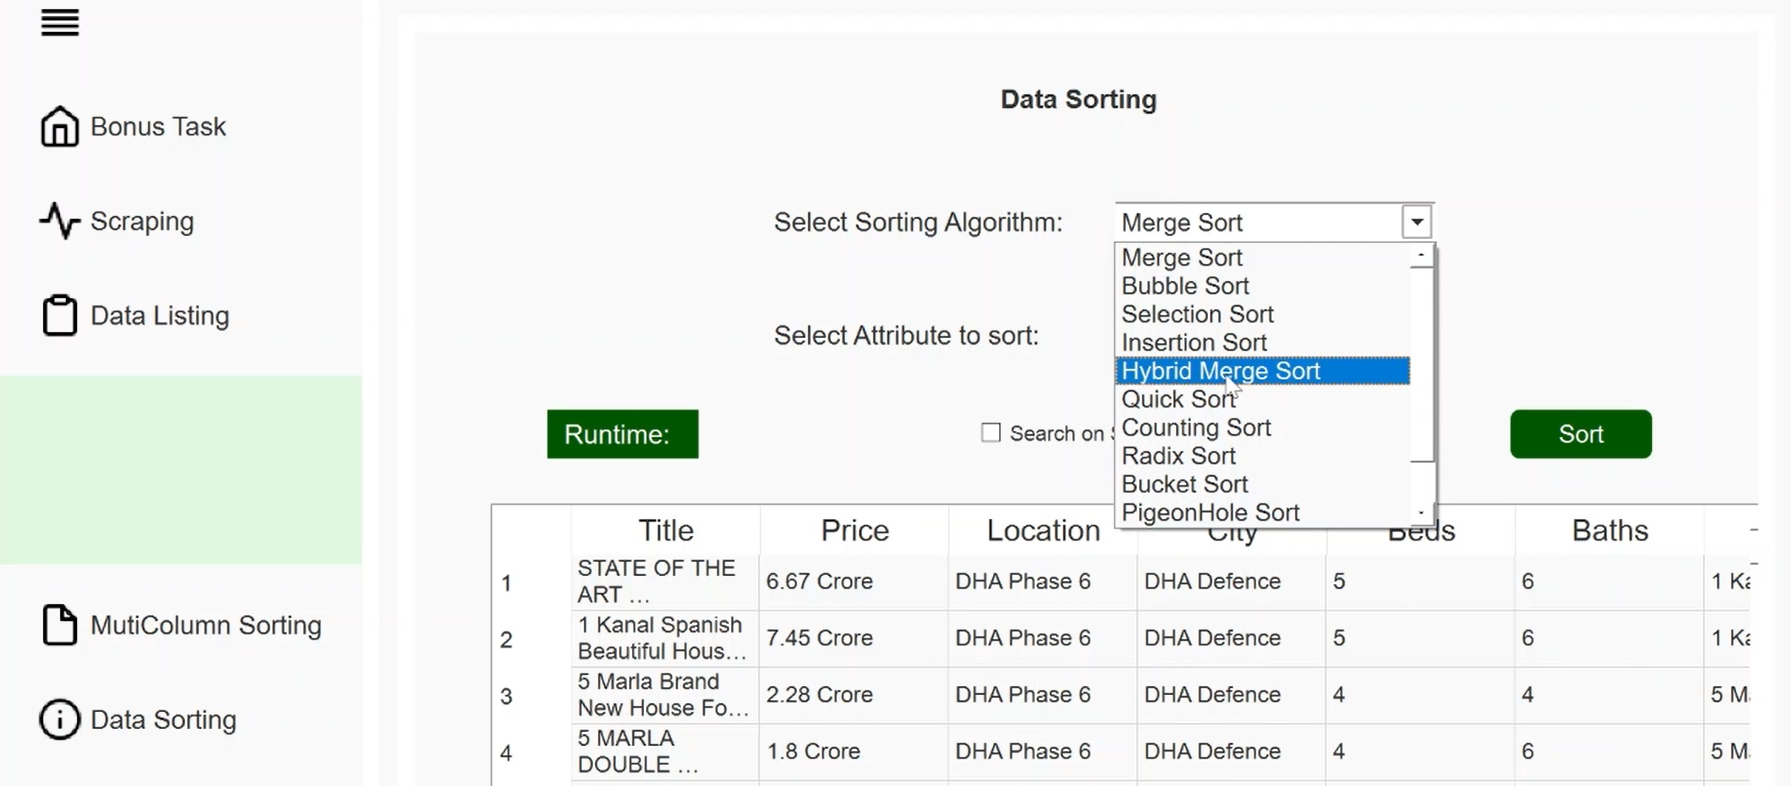 Bonus Task
Scraping
Data Listing
MutiColumn Sorting
Data Sorting
Data Sorting
Select Sorting Algorithm:
Merge Sort
Merge Sort
Bubble Sort
Selection Sort
Insertion Sort
Hybrid Merge Sort
Quick Sort
Counting Sort
Radix Sort
Bucket Sort
PigeonHole Sort
Select Attribute to sort:
Runtime:
Search on
Sort
Title Price Location City Beds Baths
1 STATE OF THE
ART ... 6.67 Crore DHA Phase 6 DHA Defence 5 6 1 Ka
2 1 Kanal Spanish
Beautiful Hous... 7.45 Crore DHA Phase 6 DHA Defence 5 6 1 Ka
3 5 Marla Brand
New House Fo... 2.28 Crore DHA Phase 6 DHA Defence 4 4 5 M
4 5 MARLA
DOUBLE ... 1.8 Crore DHA Phase 6 DHA Defence 4 6 5 M